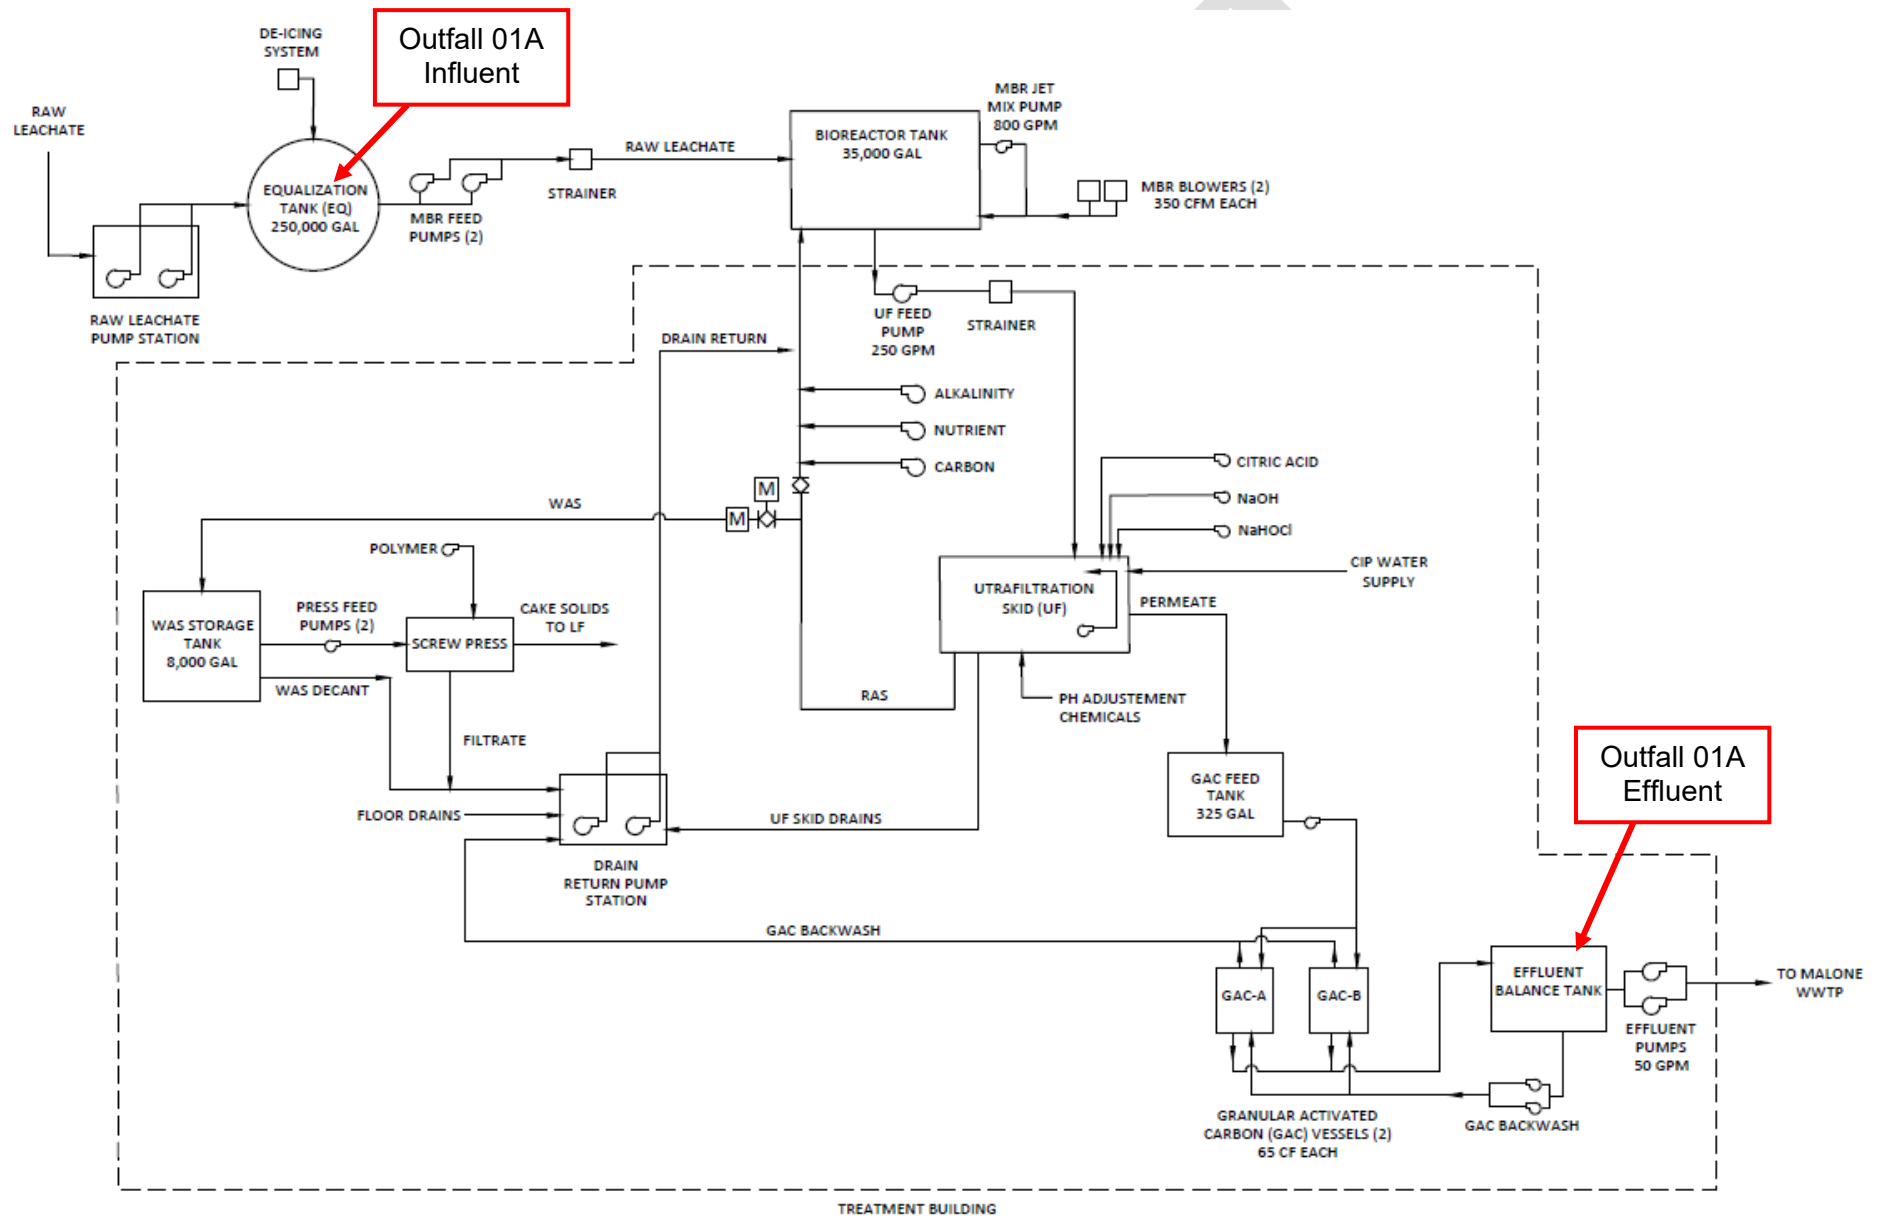 DE-ICING
SYSTEM
Outfall 01A
Influent
RAW
LEACHATE
EQUALIZATION
TANK (EQ)
250,000 GAL
MBR FEED
PUMPS (2)
STRAINER
RAW LEACHATE
BIOREACTOR TANK
35,000 GAL
MBR JET
MIX PUMP
800 GPM
MBR BLOWERS (2)
350 CFM EACH
RAW LEACHATE
PUMP STATION
DRAIN RETURN
UF FEED
PUMP
250 GPM
STRAINER
ALKALINITY
NUTRIENT
CARBON
CITRIC ACID
NaOH
NaHOCl
WAS
M
M
POLYMER
CIP WATER
SUPPLY
UTRAFILTRATION
SKID (UF)
PERMEATE
WAS STORAGE
TANK
8,000 GAL
PRESS FEED
PUMPS (2)
SCREW PRESS
CAKE SOLIDS
TO LF
WAS DECANT
RAS
PH ADJUSTEMENT
CHEMICALS
FILTRATE
FLOOR DRAINS
UF SKID DRAINS
GAC FEED
TANK
325 GAL
Outfall 01A
Effluent
DRAIN
RETURN PUMP
STATION
GAC BACKWASH
GAC-A
GAC-B
EFFLUENT
BALANCE TANK
TO MALONE
WWTP
EFFLUENT
PUMPS
50 GPM
GRANULAR ACTIVATED
CARBON (GAC) VESSELS (2)
65 CF EACH
GAC BACKWASH
TREATMENT BUILDING